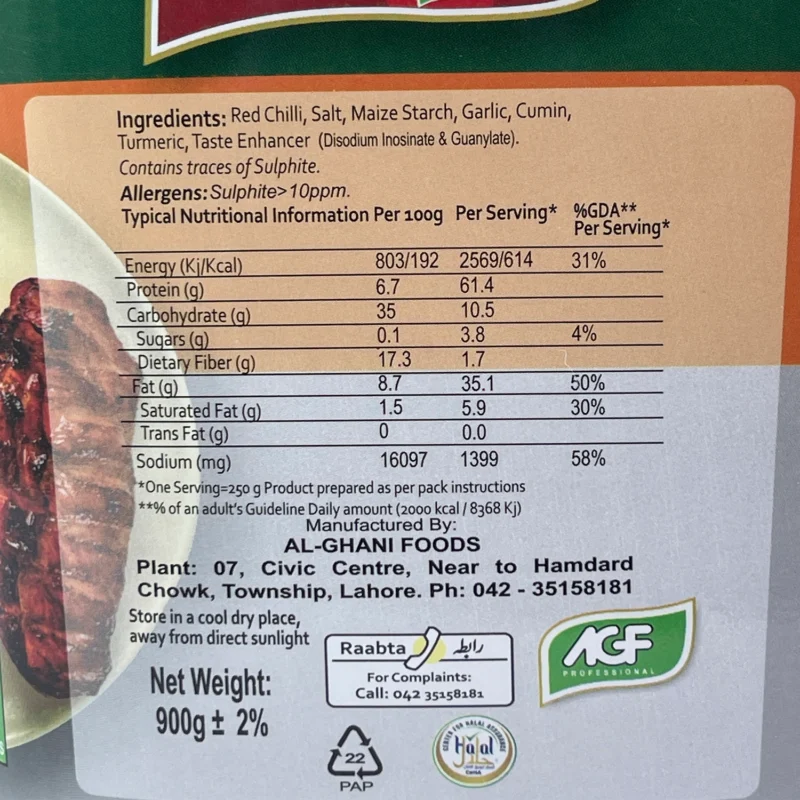 Ingredients: Red Chilli, Salt, Maize Starch, Garlic, Cumin,
Turmeric, Taste Enhancer (Disodium Inosinate & Guanylate).
Contains traces of Sulphite.
Allergens: Sulphite>10ppm.
Typical Nutritional Information Per 100g Per Serving* %GDA**
Per Serving*
Energy (Kj/Kcal) 803/192 2569/614 31%
Protein (g) 6.7 61.4
Carbohydrate (g) 35 10.5
Sugars (g) 0.1 3.8 4%
Dietary Fiber (g) 17.3 1.7
Fat (g) 8.7 35.1 50%
Saturated Fat (g) 1.5 5.9 30%
Trans Fat (g) 0 0.0
Sodium (mg) 16097 1399 58%
*One Serving=250 g Product prepared as per pack instructions
**% of an adult's Guideline Daily amount (2000 kcal / 8368 Kj)
Manufactured By:
AL-GHANI FOODS
Plant: 07, Civic Centre, Near to Hamdard
Chowk, Township, Lahore. Ph: 042 - 35158181
Store in a cool dry place,
away from direct sunlight
Raabta رابطہ
For Complaints:
Call: 042 35158181
AGF
PROFESSIONAL
Net Weight:
900g ± 2%
22
PAP
Halal